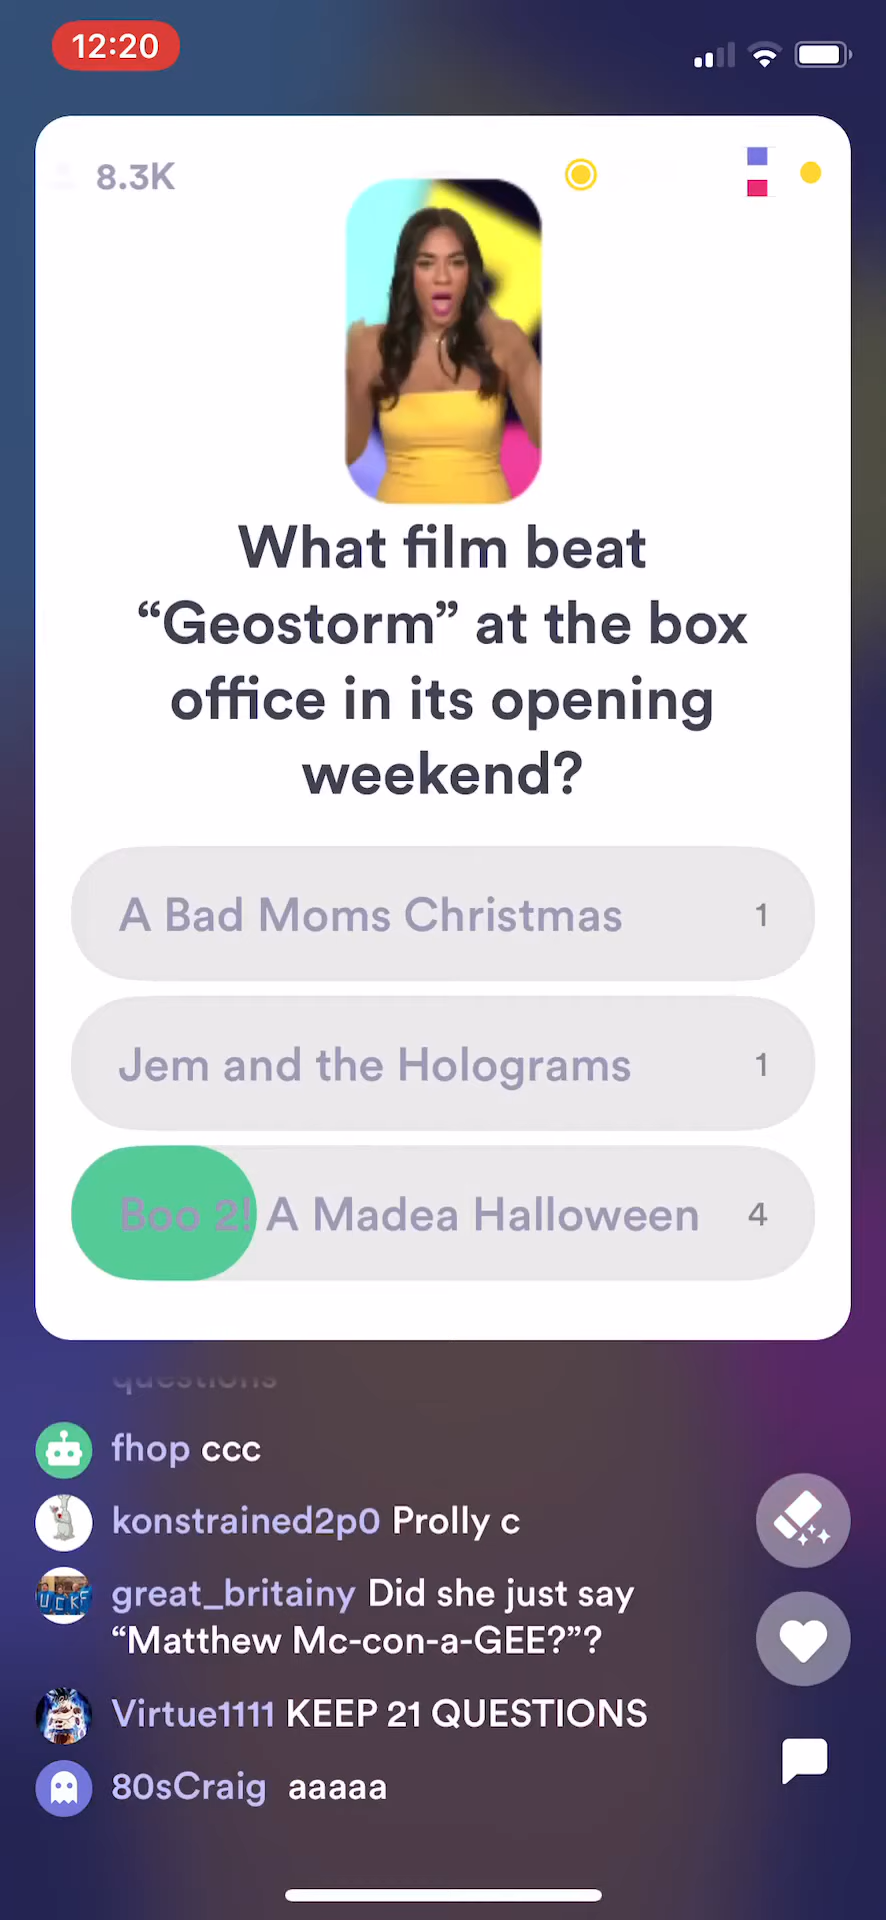 12:20
8.3K
What film beat
“Geostorm” at the box
office in its opening
weekend?
A Bad Moms Christmas 1
Jem and the Holograms 1
Boo 2! A Madea Halloween 4
questions
fhop ccc
konstrained2p0 Prolly c
great_britainy Did she just say
“Matthew Mc-con-a-GEE?”?
Virtue1111 KEEP 21 QUESTIONS
80sCraig aaaaa